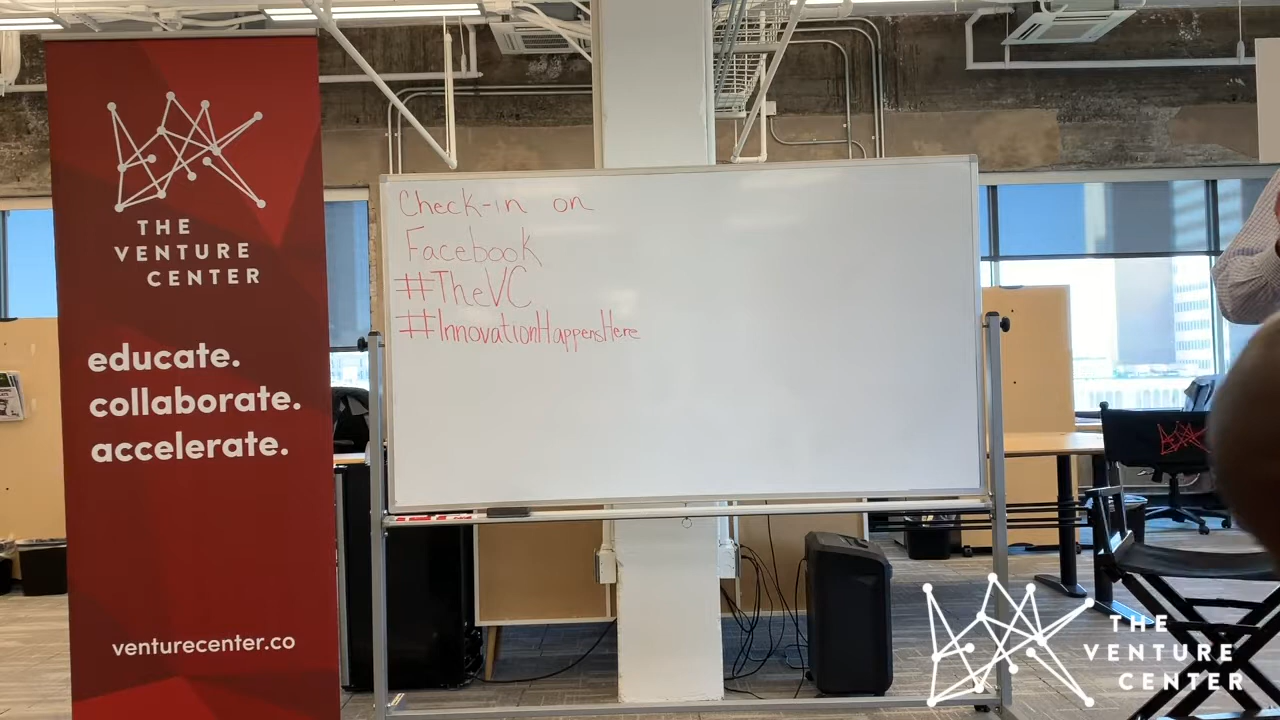 THE
VENTURE
CENTER
educate.
collaborate.
accelerate.
venturecenter.co
Check-in on
Facebook
#TheVC
#InnovationHappensHere
THE
VENTURE
CENTER